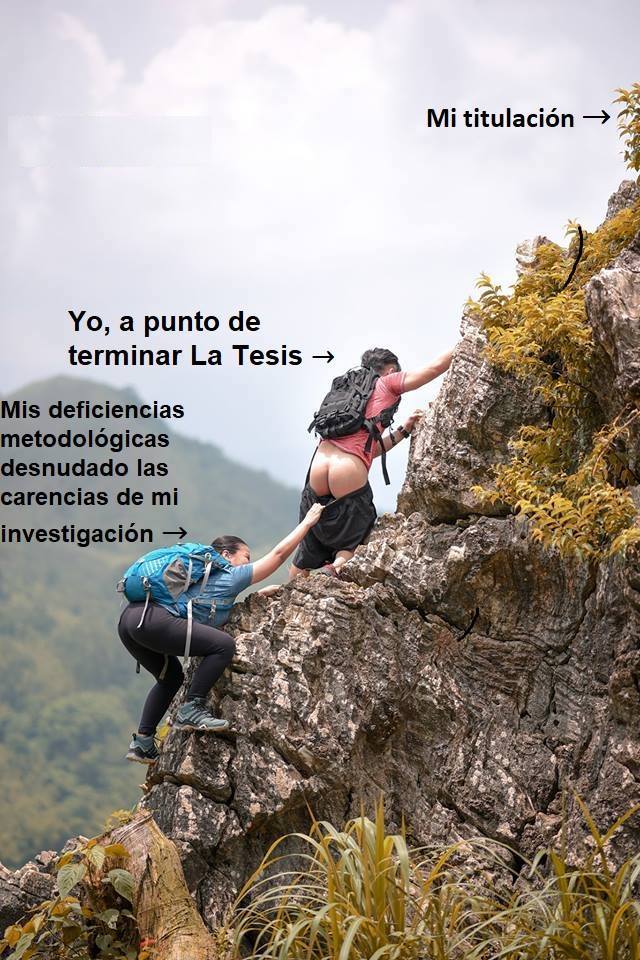 Mi titulación →
Yo, a punto de
terminar La Tesis →
Mis deficiencias
metodológicas
desnudado las
carencias de mi
investigación →